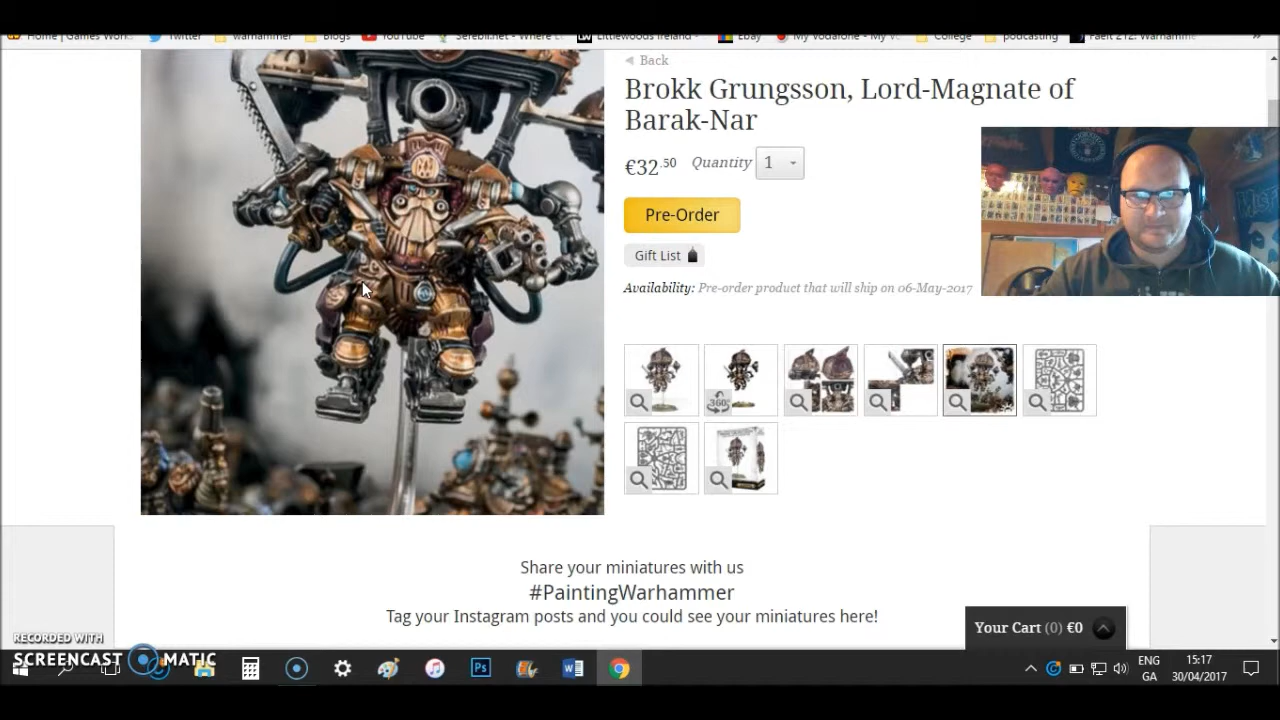 Home | Games Wor
Twitter
warhammer
Blogs
YouTube
Serebii.net - Where L
LW
Littlewoods Ireland -
Ebay
My Vodafone - My V
College
podcasting
Faeit 212: Warhamme
»
Back
Brokk Grungsson, Lord-Magnate of
Barak-Nar
€32.50 Quantity 1
Pre-Order
Gift List
Availability: Pre-order product that will ship on 06-May-2017
360
Share your miniatures with us
#PaintingWarhammer
Tag your Instagram posts and you could see your miniatures here!
Your Cart (0) €0
RECORDED WITH
SCREENCAST MATIC
Ps
W
ENG
GA
15:17
30/04/2017